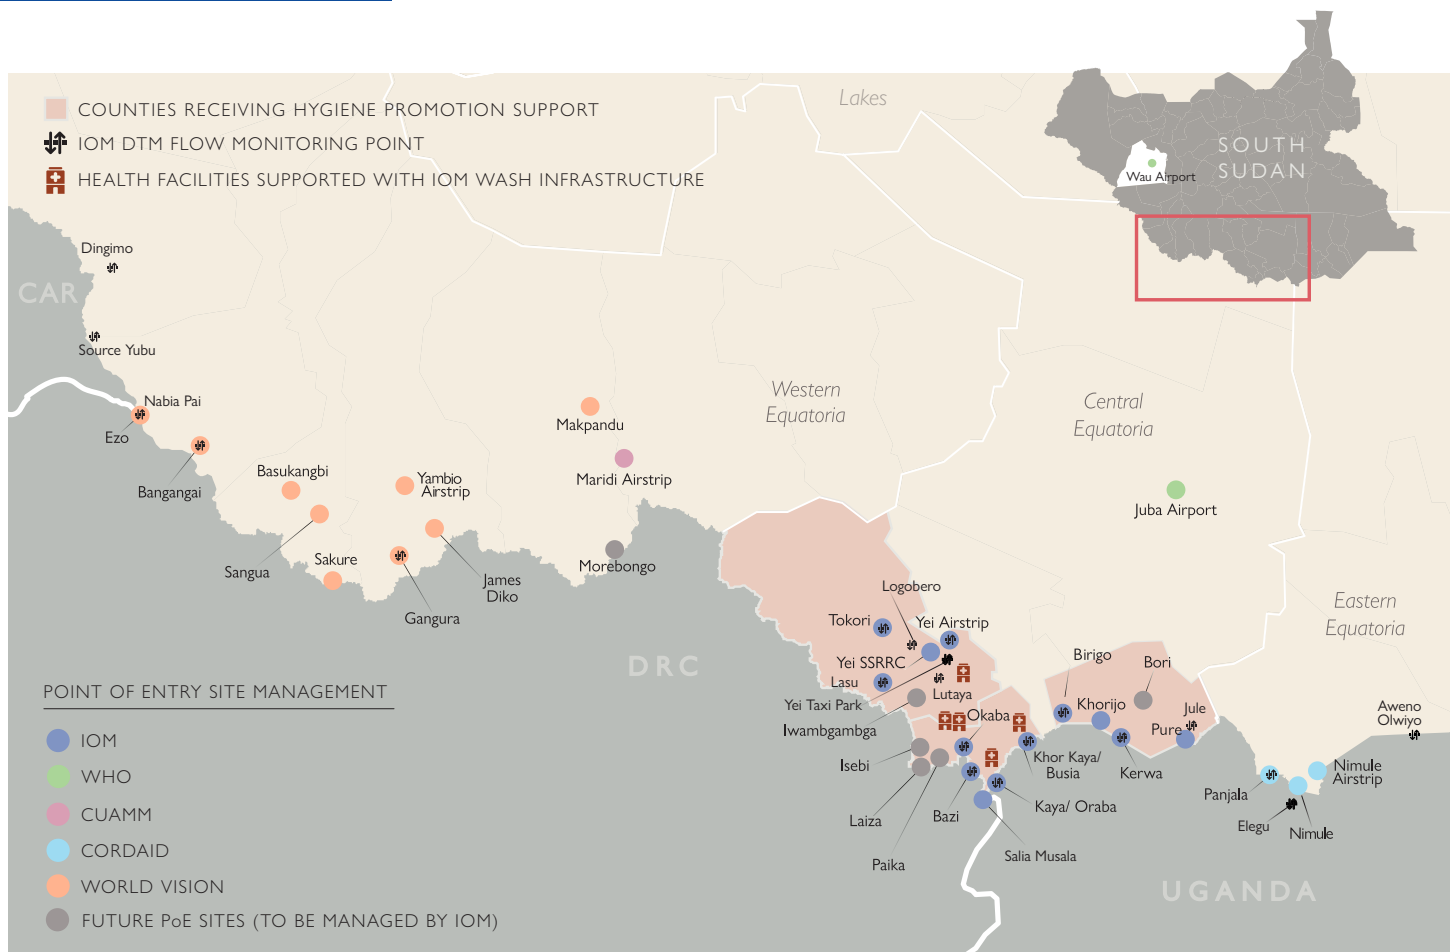 COUNTIES RECEIVING HYGIENE PROMOTION SUPPORT
IOM DTM FLOW MONITORING POINT
HEALTH FACILITIES SUPPORTED WITH IOM WASH INFRASTRUCTURE
Lakes
SOUTH
SUDAN
Wau Airport
Dingimo
CAR
Source Yubu
Nabia Pai
Ezo
Bangangai
Basukangbi
Sangua
Sakure
Yambio
Airstrip
James
Diko
Gangura
Makpandu
Maridi Airstrip
Morebongo
Western
Equatoria
Central
Equatoria
Juba Airport
Eastern
Equatoria
DRC
Logobero
Tokori
Yei Airstrip
Yei SSRRC
Lasu
Yei Taxi Park
Lutaya
Iwambgambga
Okaba
Isebi
Laiza
Paika
Bazi
Khor Kaya/
Busia
Kaya/ Oraba
Salia Musala
Birigo
Bori
Khorijo
Jule
Pure
Kerwa
Aweno
Olwiyo
Panjala
Nimule
Airstrip
Elegu
Nimule
UGANDA
POINT OF ENTRY SITE MANAGEMENT
IOM
WHO
CUAMM
CORDAID
WORLD VISION
FUTURE PoE SITES (TO BE MANAGED BY IOM)